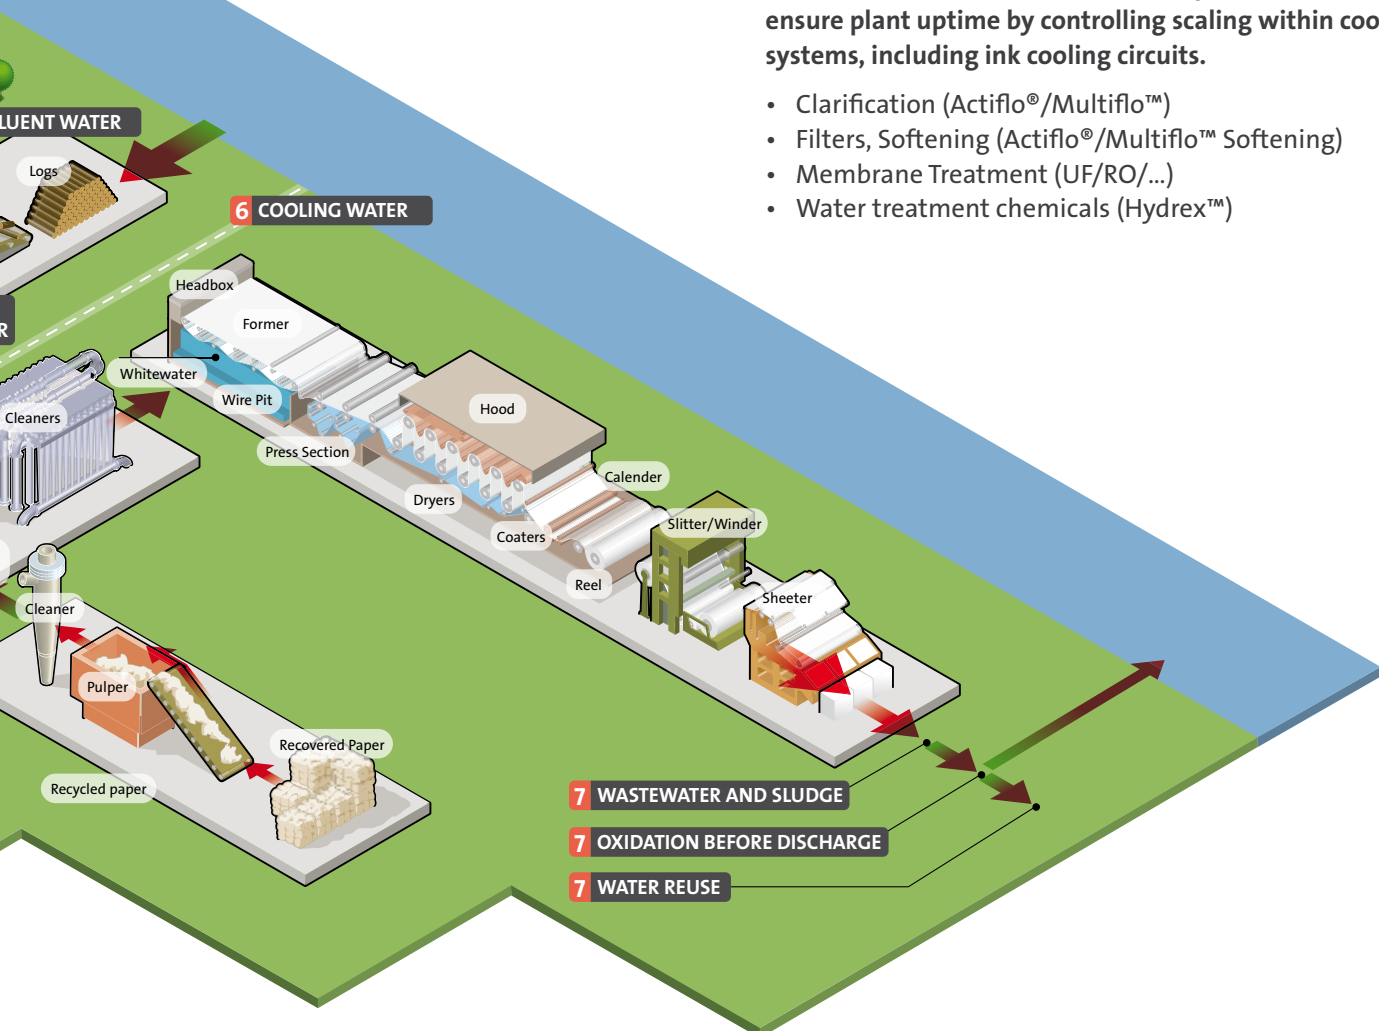 ensure plant uptime by controlling scaling within
systems, including ink cooling circuits.
• Clarification (Actiflo®/Multiflo™)
• Filters, Softening (Actiflo®/Multiflo™ Softening)
• Membrane Treatment (UF/RO/...)
• Water treatment chemicals (Hydrex™)
WATER
Logs
6 COOLING WATER
Headbox
Former
Whitewater
Wire Pit
Cleaners
Hood
Press Section
Calender
Dryers
Slitter/Winder
Coaters
Reel
Sheeter
Cleaner
Pulper
Recovered Paper
Recycled paper
7 WASTEWATER AND SLUDGE
7 OXIDATION BEFORE DISCHARGE
7 WATER REUSE